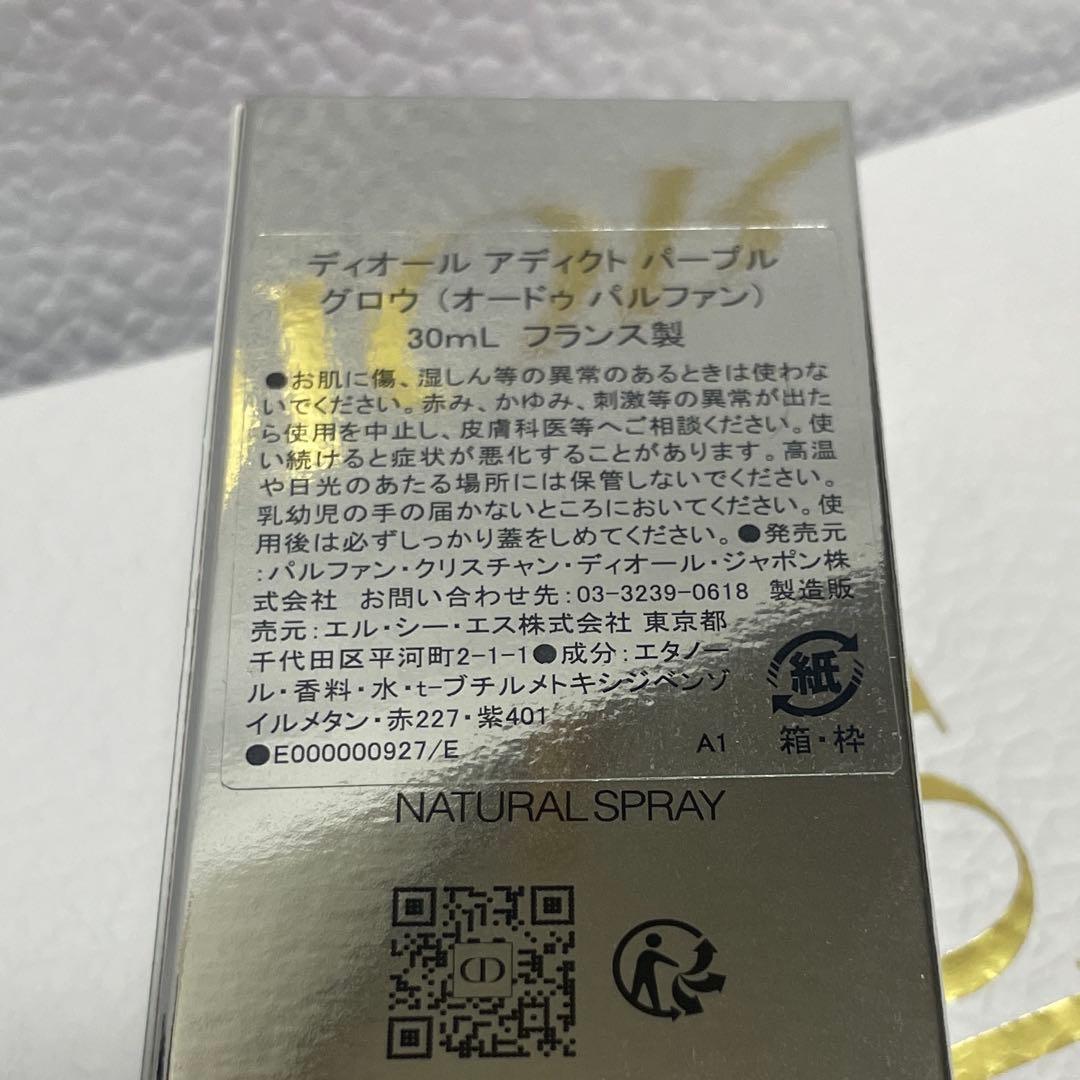 ディオール アディクト パープル
グロウ（オードゥ パルファン）
30mL フランス製
●お肌に傷、湿しん等の異常のあるときは使わな
いでください。赤み、かゆみ、刺激等の異常が出た
ら使用を中止し、皮膚科医等へご相談ください。使
い続けると症状が悪化することがあります。高温
や日光のあたる場所には保管しないでください。
乳幼児の手の届かないところにおいてください。使
用後は必ずしっかり蓋をしめてください。●発売元
:パルファン・クリスチャン・ディオール・ジャポン株
式会社 お問い合わせ先:03-3239-0618 製造販
売元:エル・シー・エス株式会社 東京都
千代田区平河町2-1-1●成分:エタノー
ル・香料・水・t-ブチルメトキシジベンゾ
イルメタン・赤227・紫401
●E000000927/E A1
紙
箱・枠
NATURAL SPRAY
CD